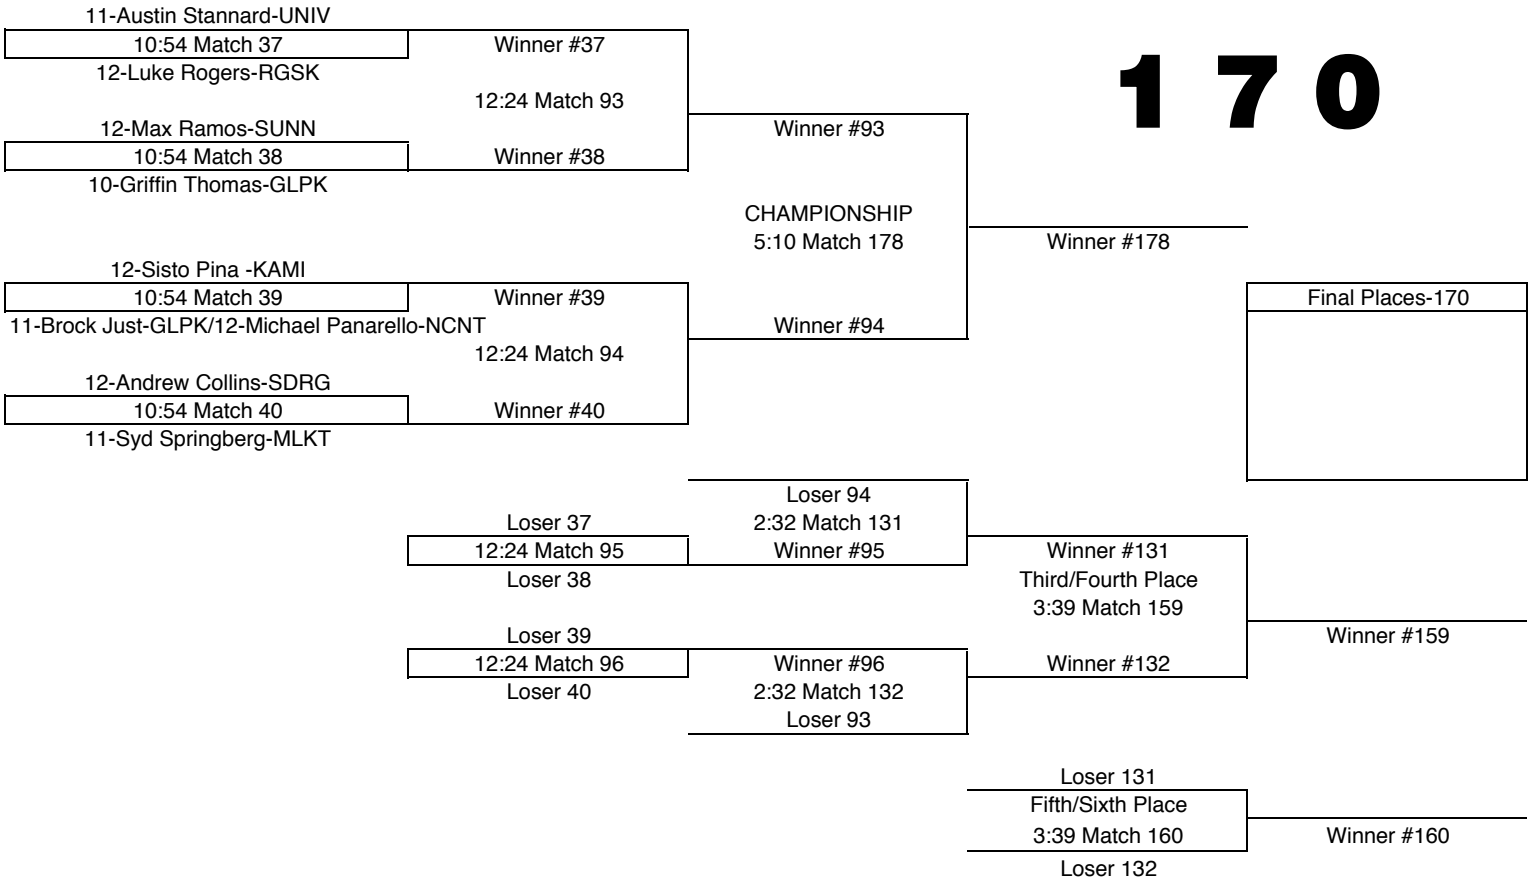 11-Austin Stannard-UNIV
10:54 Match 37
Winner #37
12-Luke Rogers-RGSK
12:24 Match 93
1 7 0
12-Max Ramos-SUNN
Winner #93
10:54 Match 38
Winner #38
10-Griffin Thomas-GLPK
CHAMPIONSHIP
5:10 Match 178
Winner #178
12-Sisto Pina -KAMI
10:54 Match 39
Winner #39
Final Places-170
11-Brock Just-GLPK/12-Michael Panarello-NCNT
Winner #94
12:24 Match 94
12-Andrew Collins-SDRG
10:54 Match 40
Winner #40
11-Syd Springberg-MLKT
Loser 94
Loser 37
2:32 Match 131
12:24 Match 95
Winner #95
Winner #131
Loser 38
Third/Fourth Place
3:39 Match 159
Loser 39
Winner #159
12:24 Match 96
Winner #96
Winner #132
Loser 40
2:32 Match 132
Loser 93
Loser 131
Fifth/Sixth Place
3:39 Match 160
Winner #160
Loser 132